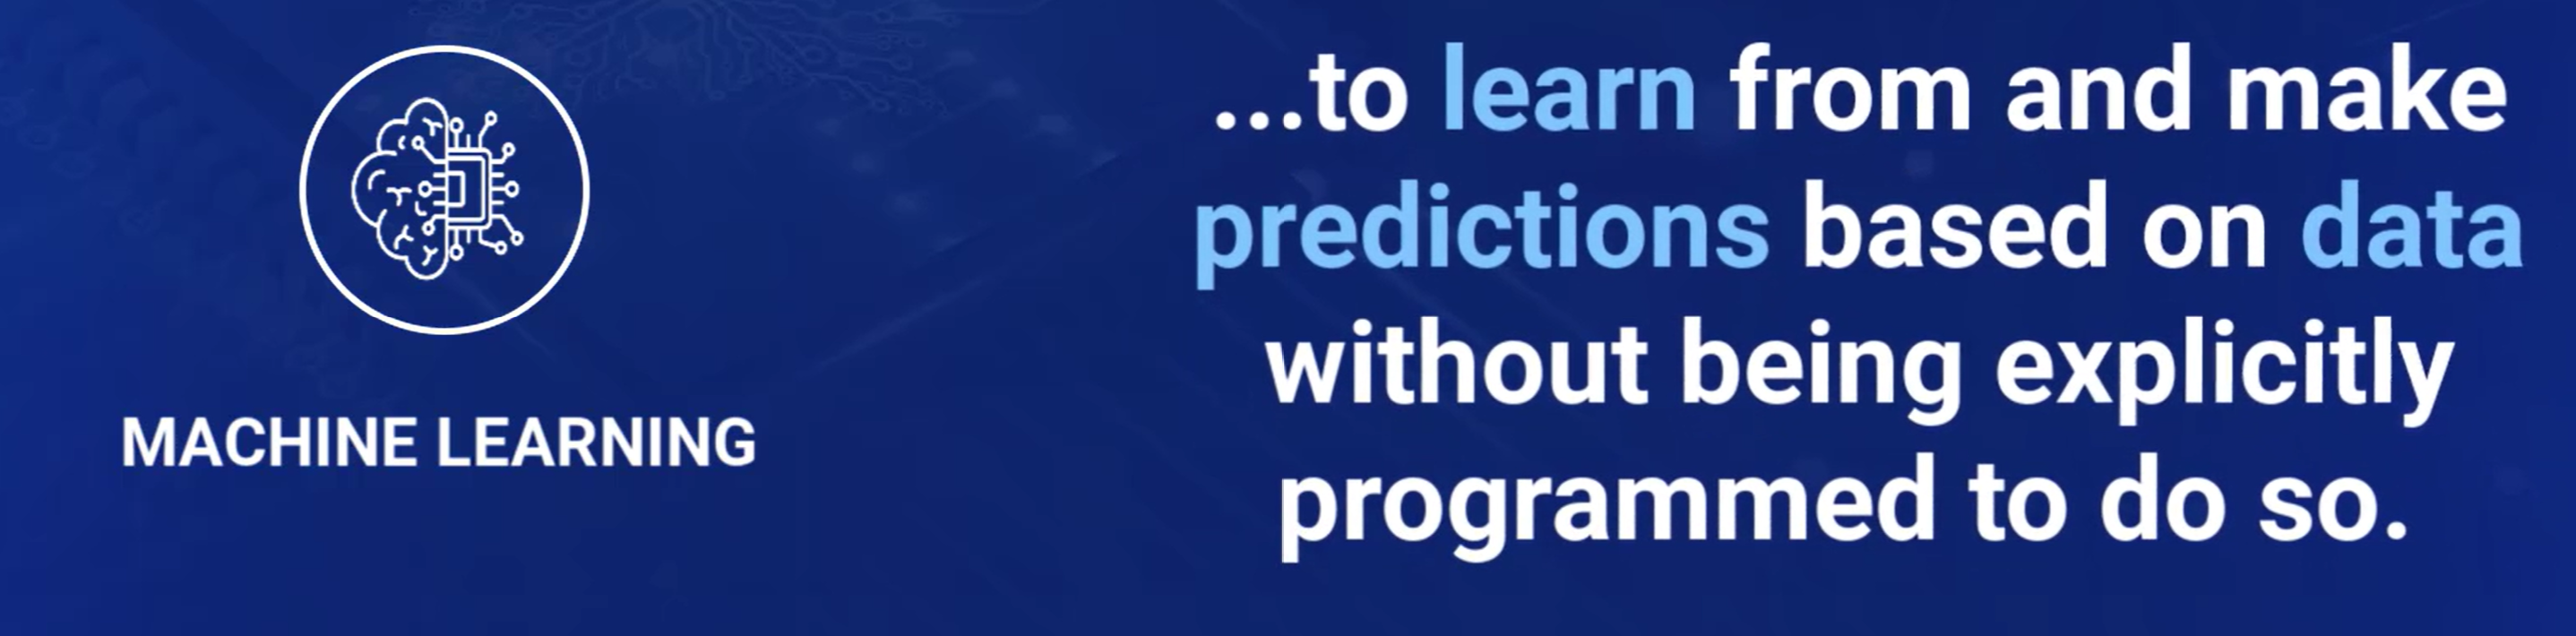 MACHINE LEARNING
...to learn from and make
predictions based on data
without being explicitly
programmed to do so.